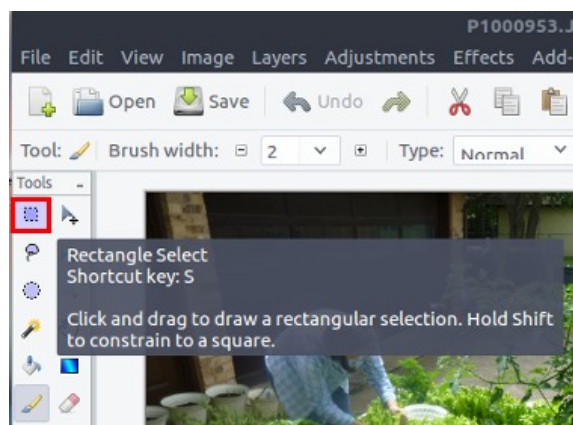 P1000953.J
File Edit View Image Layers Adjustments Effects Add-
Open Save Undo
Tool: Brush width: 2 Type: Normal
Tools
Rectangle Select
Shortcut key: S
Click and drag to draw a rectangular selection. Hold Shift
to constrain to a square.